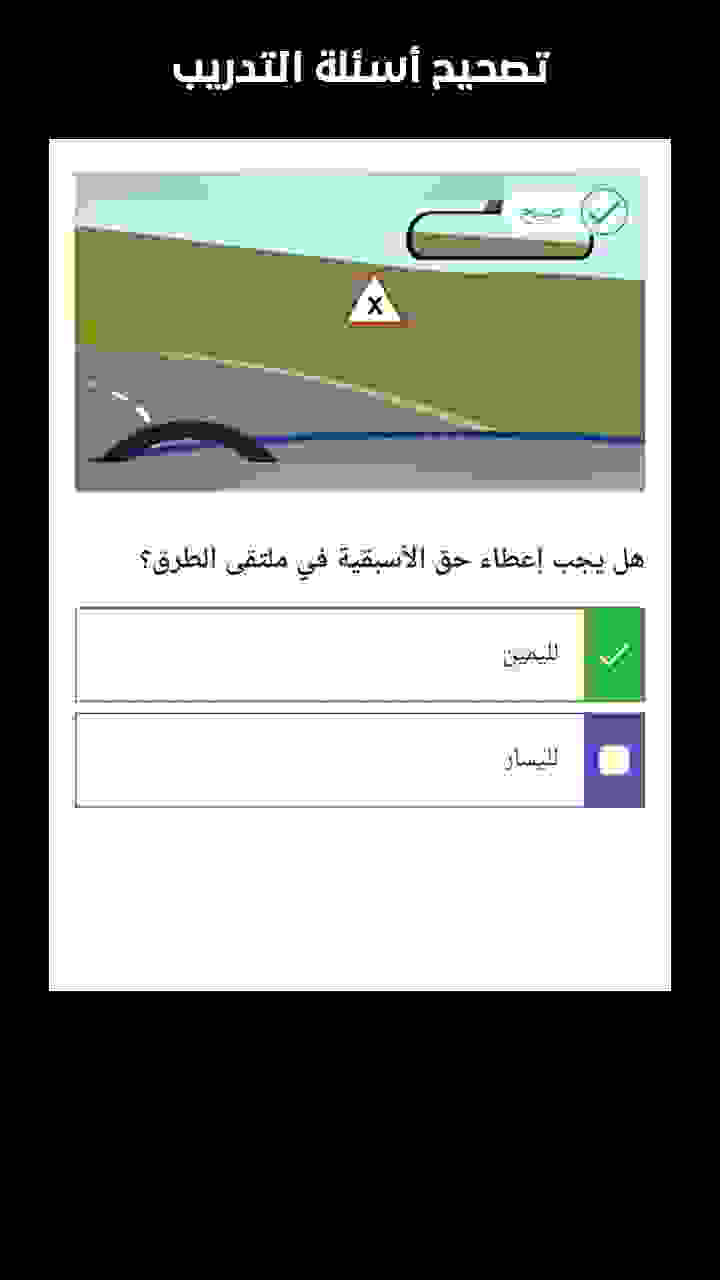 تصحيح أسئلة التدريب
صحيح
X
هل يجب إعطاء حق الأسبقية في ملتقى الطرق؟
لليمين
لليسار